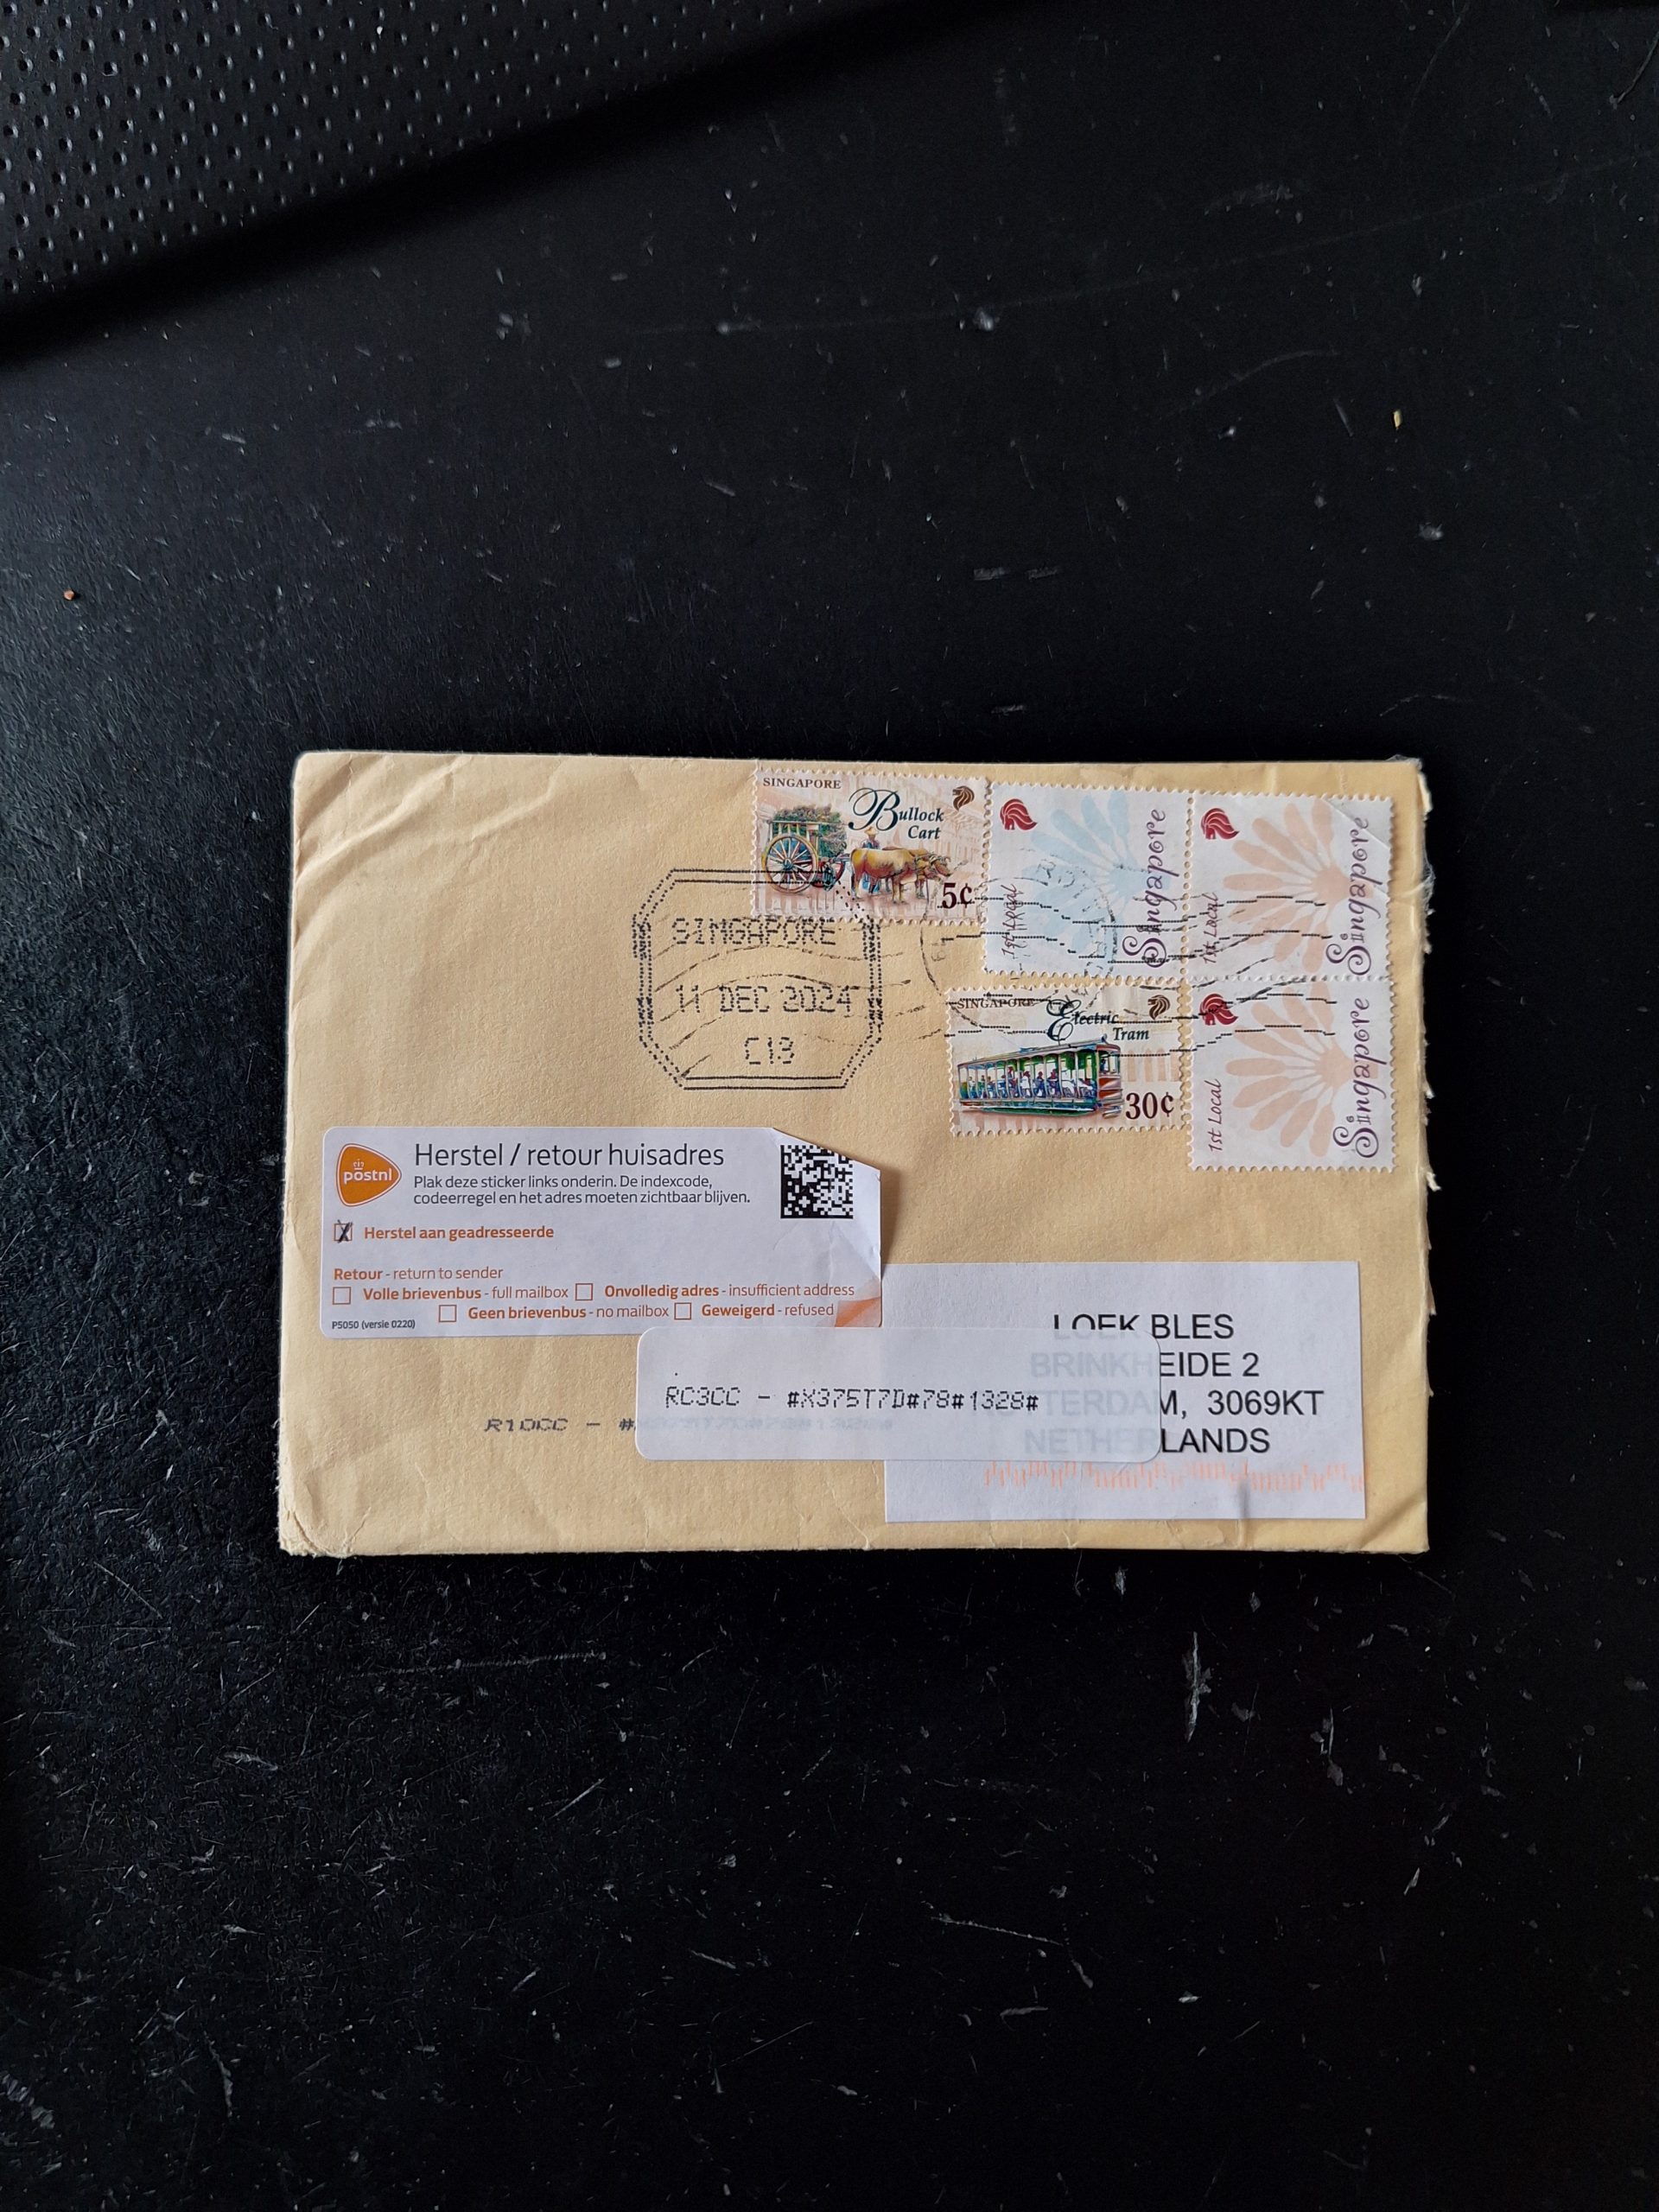 SINGAPORE
Bullock
Cart
5¢
1st Local
Singapore
1st Local
Singapore
SINGAPORE
11 DEC 2024
C13
SINGAPORE
Electric
Tram
30¢
1st Local
Singapore
postnl
Herstel / retour huisadres
Plak deze sticker links onderin. De indexcode,
codeerregel en het adres moeten zichtbaar blijven.
X Herstel aan geadresseerde
Retour - return to sender
Volle brievenbus - full mailbox Onvolledig adres - insufficient address
Geen brievenbus - no mailbox Geweigerd - refused
P5050 (versie 0220)
LOEK BLES
BRINKHEIDE 2
TERDAM, 3069KT
NETHERLANDS
RC3CC - #X375T7D#78#1328#
R10CC - #